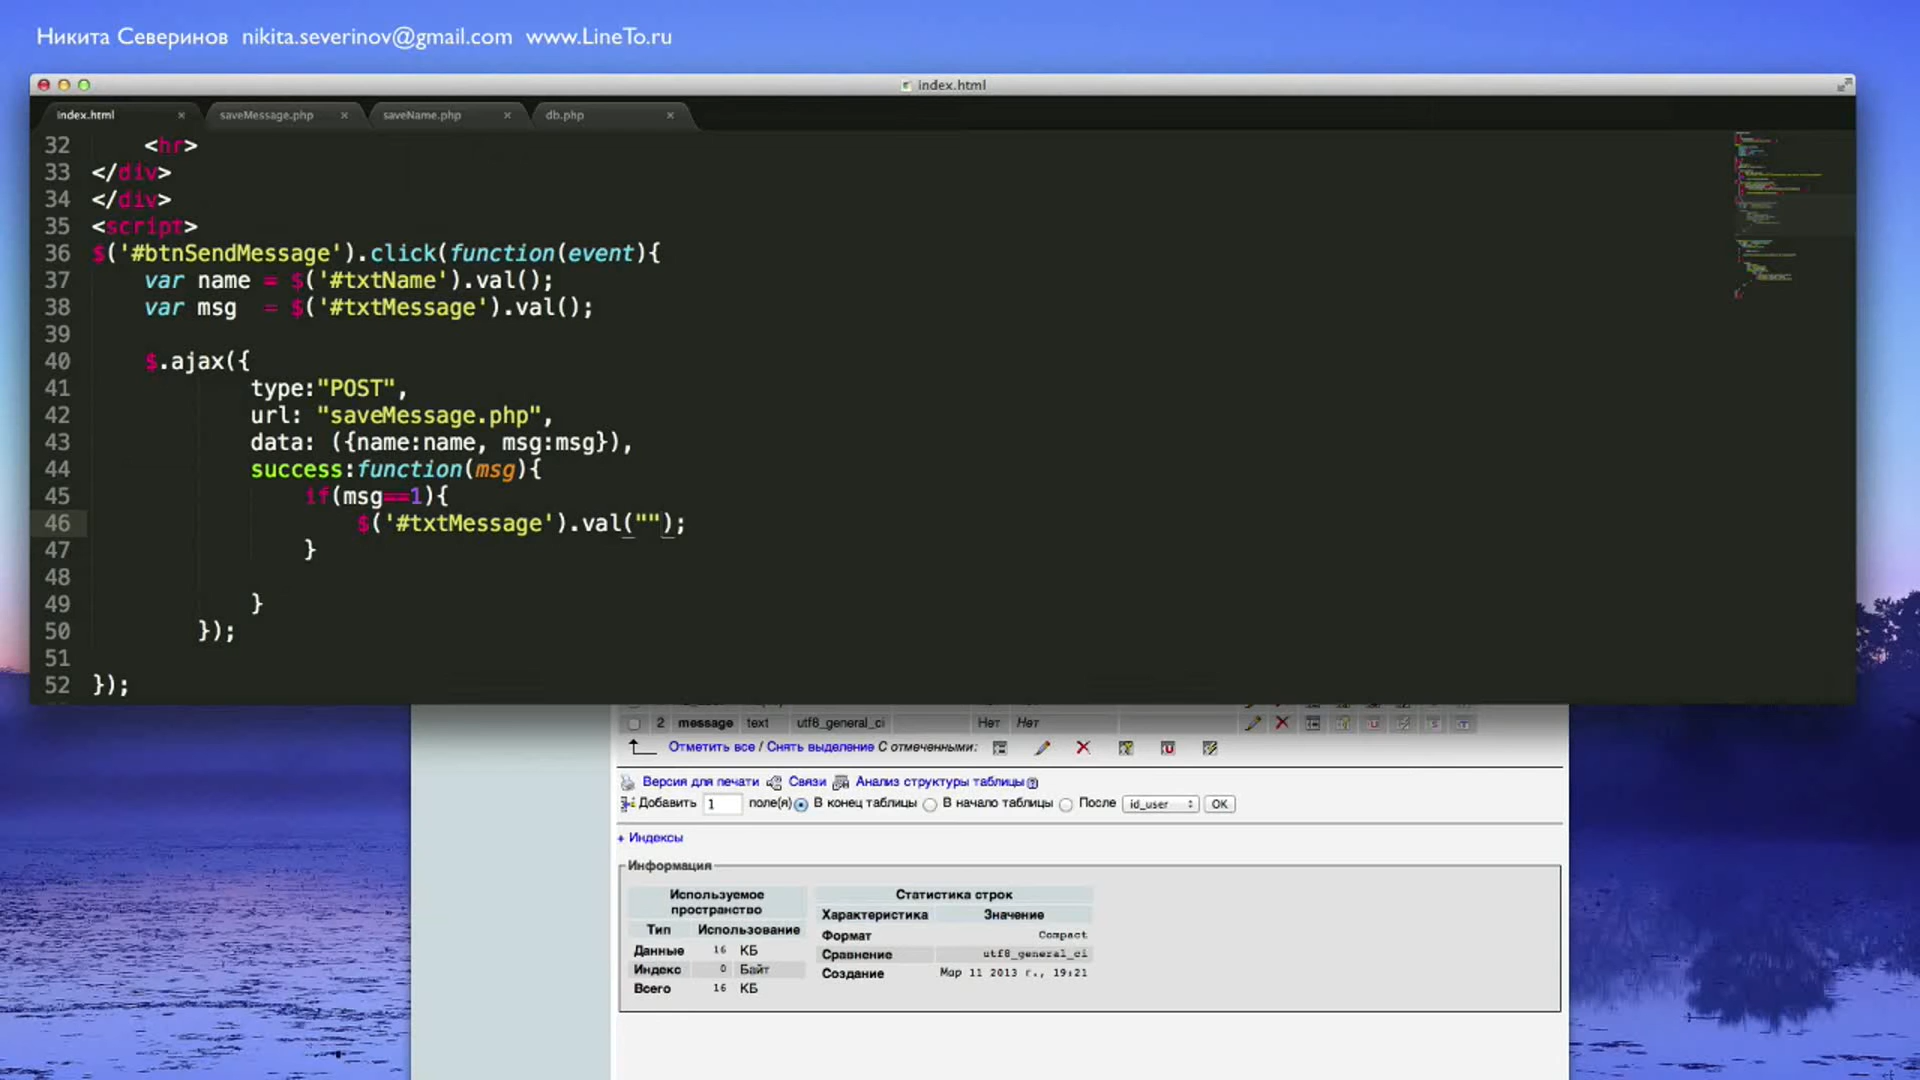 Никита Северинов nikita.severinov@gmail.com www.LineTo.ru
index.html
index.html × saveMessage.php × saveName.php × db.php ×
32 <hr>
33 </div>
34 </div>
35 <script>
36 $('#btnSendMessage').click(function(event){
37 var name = $('#txtName').val();
38 var msg = $('#txtMessage').val();
39
40 $.ajax({
41 type:"POST",
42 url: "saveMessage.php",
43 data: ({name:name, msg:msg}),
44 success:function(msg){
45 if(msg==1){
46 $('#txtMessage').val("");
47 }
48
49 }
50 });
51
52 });
2 message text utf8_general_ci Нет Нет
Отметить все / Снять выделение С отмеченными:
Версия для печати Связи Анализ структуры таблицы
Добавить 1 поле(я) В конец таблицы В начало таблицы После id_user OK
+ Индексы
Информация
Используемое пространство
Тип Использование
Данные 16 КБ
Индекс 0 Байт
Всего 16 КБ
Статистика строк
Характеристика Значение
Формат Compact
Сравнение utf8_general_ci
Создание Мар 11 2013 г., 19:21